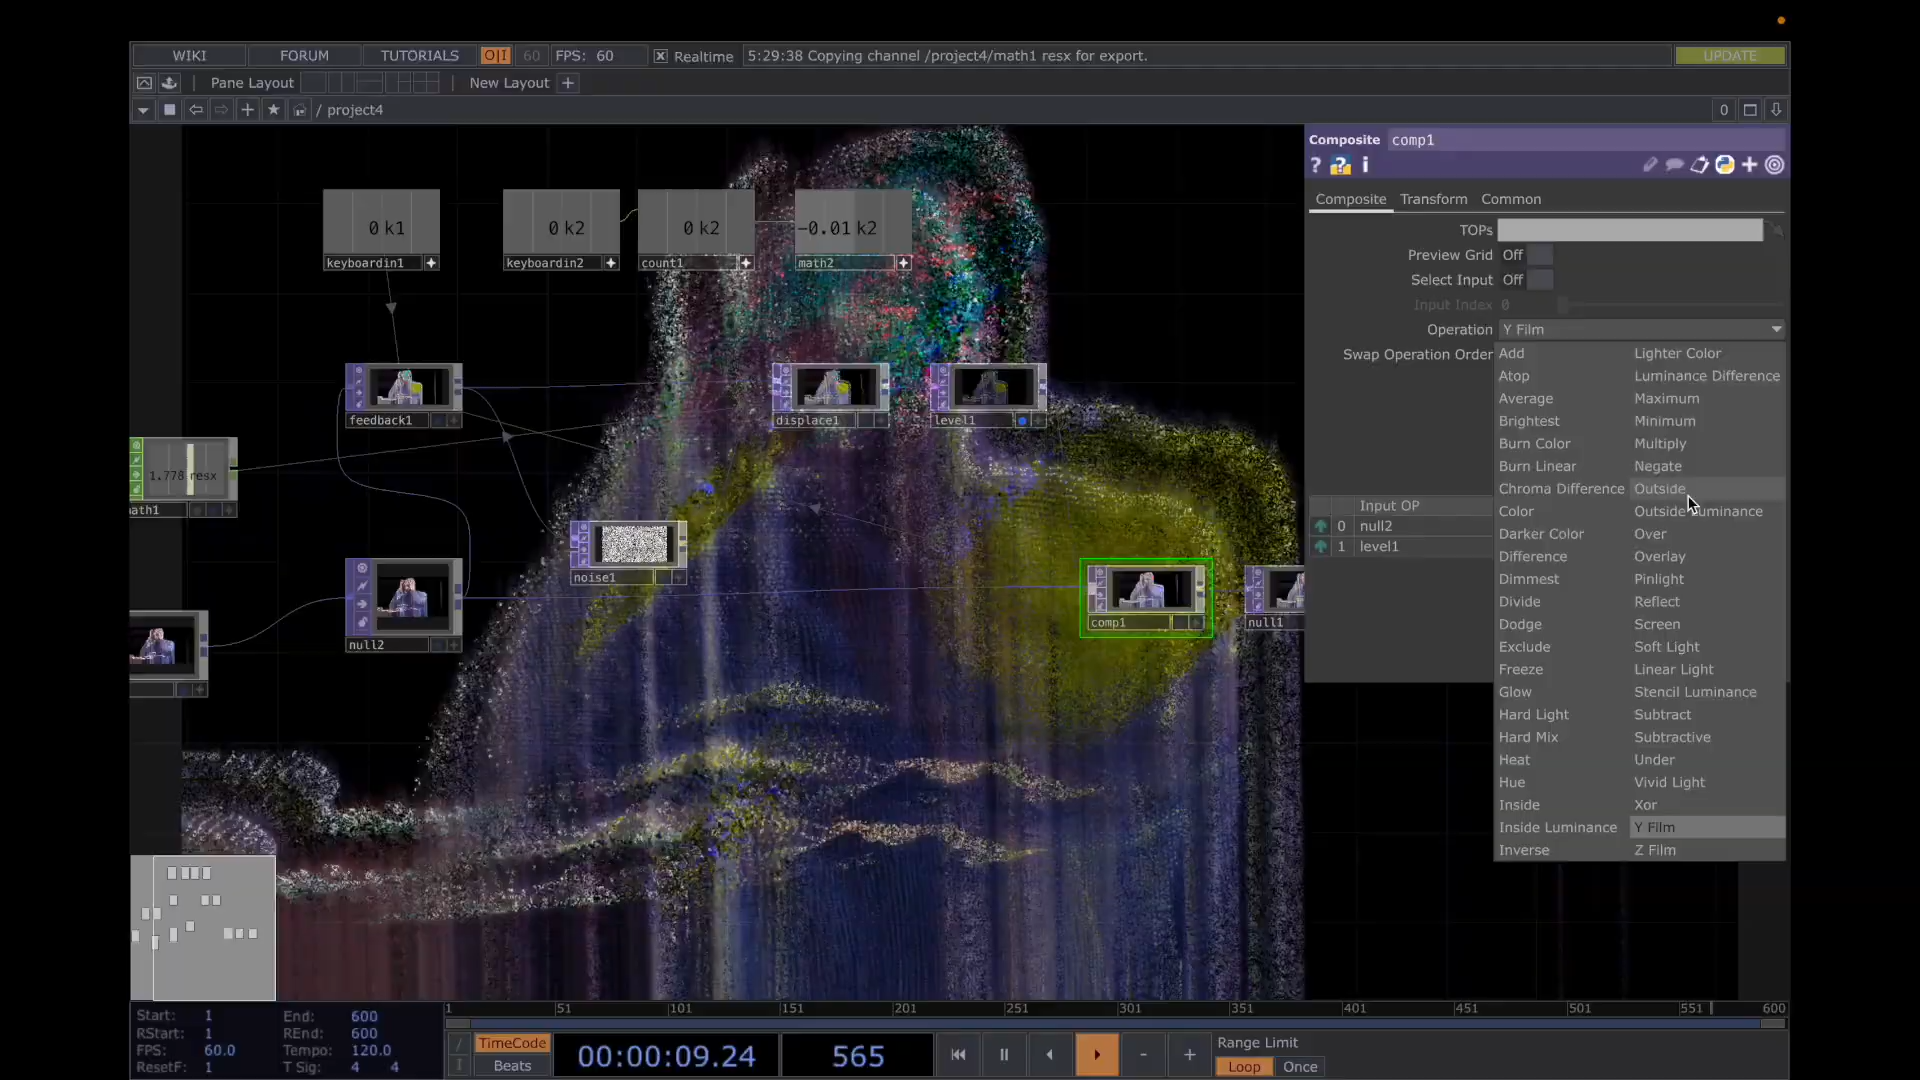 WIKI FORUM TUTORIALS O|I 60 FPS: 60 Realtime 5:29:38 Copying channel /project4/math1 resx for export. UPDATE
Pane Layout New Layout +
/ project4 0
Composite comp1
Composite Transform Common
TOPs
Preview Grid Off
Select Input Off
Input Index 0
Operation Y Film
Swap Operation Order
Input OP
0 null2
1 level1
Add Lighter Color
Atop Luminance Difference
Average Maximum
Brightest Minimum
Burn Color Multiply
Burn Linear Negate
Chroma Difference Outside
Color Outside Luminance
Darker Color Over
Difference Overlay
Dimmest Pinlight
Divide Reflect
Dodge Screen
Exclude Soft Light
Freeze Linear Light
Glow Stencil Luminance
Hard Light Subtract
Hard Mix Subtractive
Heat Under
Hue Vivid Light
Inside Xor
Inside Luminance Y Film
Inverse Z Film
0 k1 0 k2 0 k2 -0.01 k2
keyboardin1 keyboardin2 count1 math2
feedback1 displace1 level1
1.778 resx
ath1
noise1
comp1 null1
null2
1 51 101 151 201 251 301 351 401 451 501 551 600
Start: 1 End: 600
RStart: 1 REnd: 600
FPS: 60.0 Tempo: 120.0
ResetF: 1 T Sig: 4 4
TimeCode
Beats
00:00:09.24 565 - +
Range Limit
Loop Once